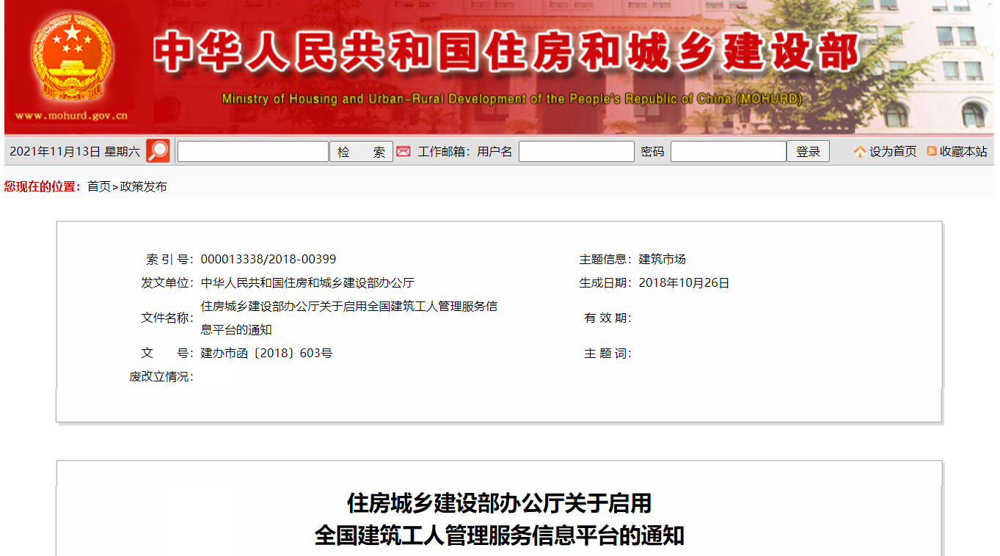 中华人民共和国住房和城乡建设部
Ministry of Housing and Urban-Rural Development of the People's Republic of China (MOHURD)
www.mohurd.gov.cn
2021年11月13日 星期六 检 索 工作邮箱：用户名 密码 登录 设为首页 收藏本站
您现在的位置：首页>政策发布
索 引 号：000013338/2018-00399 主题信息：建筑市场
发文单位：中华人民共和国住房和城乡建设部办公厅 生成日期：2018年10月26日
文件名称：住房城乡建设部办公厅关于启用全国建筑工人管理服务信
息平台的通知
有 效 期：
文 号：建办市函〔2018〕603号 主 题 词：
废改立情况：
住房城乡建设部办公厅关于启用
全国建筑工人管理服务信息平台的通知